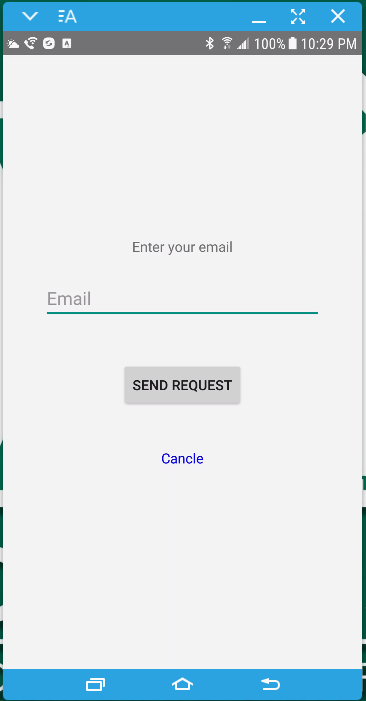 A
A
100% 10:29 PM
Enter your email
Email
SEND REQUEST
Cancle